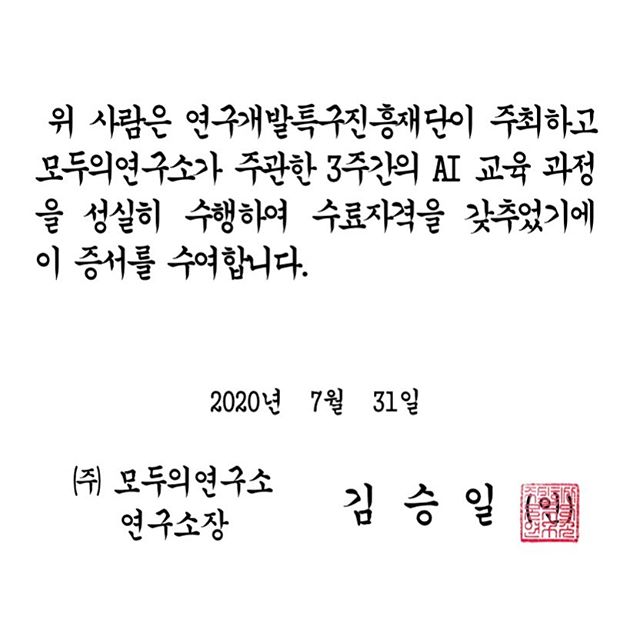 위 사람은 연구개발특구진흥재단이 주최하고
모두의연구소가 주관한 3주간의 AI 교육 과정
을 성실히 수행하여 수료자격을 갖추었기에
이 증서를 수여합니다.
2020년 7월 31일
㈜ 모두의연구소
연구소장
김 승 일 (인)